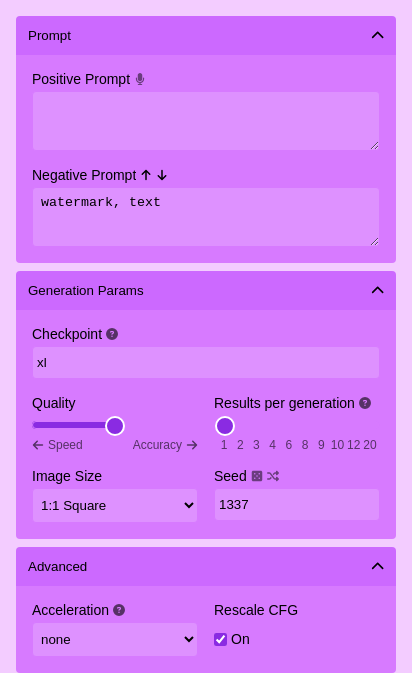 Prompt
Positive Prompt
Negative Prompt
watermark, text
Generation Params
Checkpoint ?
xl
Quality Results per generation ?
Speed Accuracy 1 2 3 4 6 8 9 10 12 20
Image Size Seed
1:1 Square 1337
Advanced
Acceleration ? Rescale CFG
none On